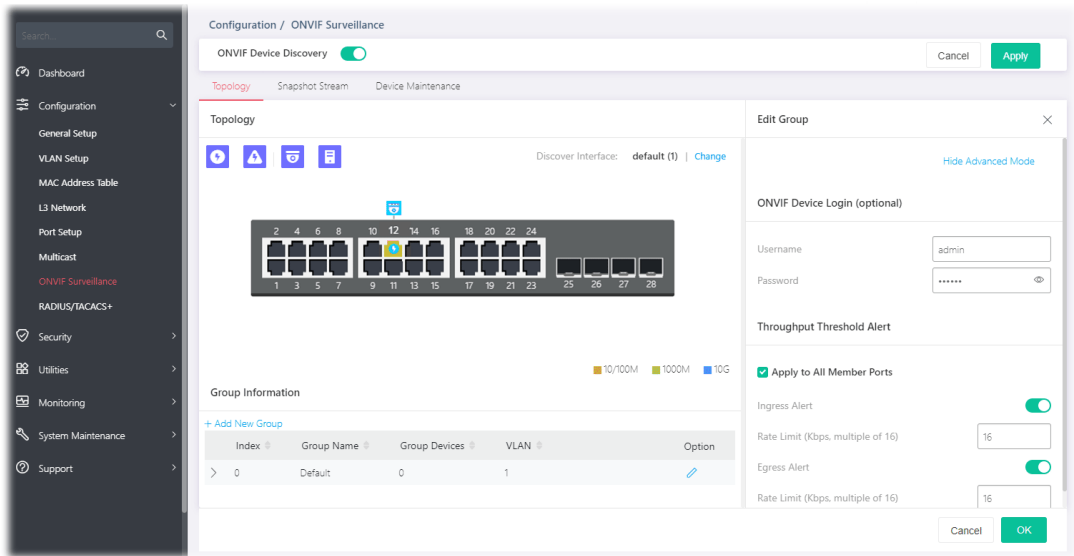 Search...
Dashboard
Configuration
General Setup
VLAN Setup
MAC Address Table
L3 Network
Port Setup
Multicast
ONVIF Surveillance
RADIUS/TACACS+
Security
Utilities
Monitoring
System Maintenance
Support
Configuration / ONVIF Surveillance
ONVIF Device Discovery
Cancel Apply
Topology Snapshot Stream Device Maintenance
Topology
Discover Interface: default (1) | Change
2 4 6 8 10 12 14 16 18 20 22 24
1 3 5 7 9 11 13 15 17 19 21 23 25 26 27 28
10/100M 1000M 10G
Group Information
+ Add New Group
Index Group Name Group Devices VLAN Option
0 Default 0 1
Edit Group
Hide Advanced Mode
ONVIF Device Login (optional)
Username admin
Password ••••••
Throughput Threshold Alert
Apply to All Member Ports
Ingress Alert
Rate Limit (Kbps, multiple of 16) 16
Egress Alert
Rate Limit (Kbps, multiple of 16) 16
Cancel OK